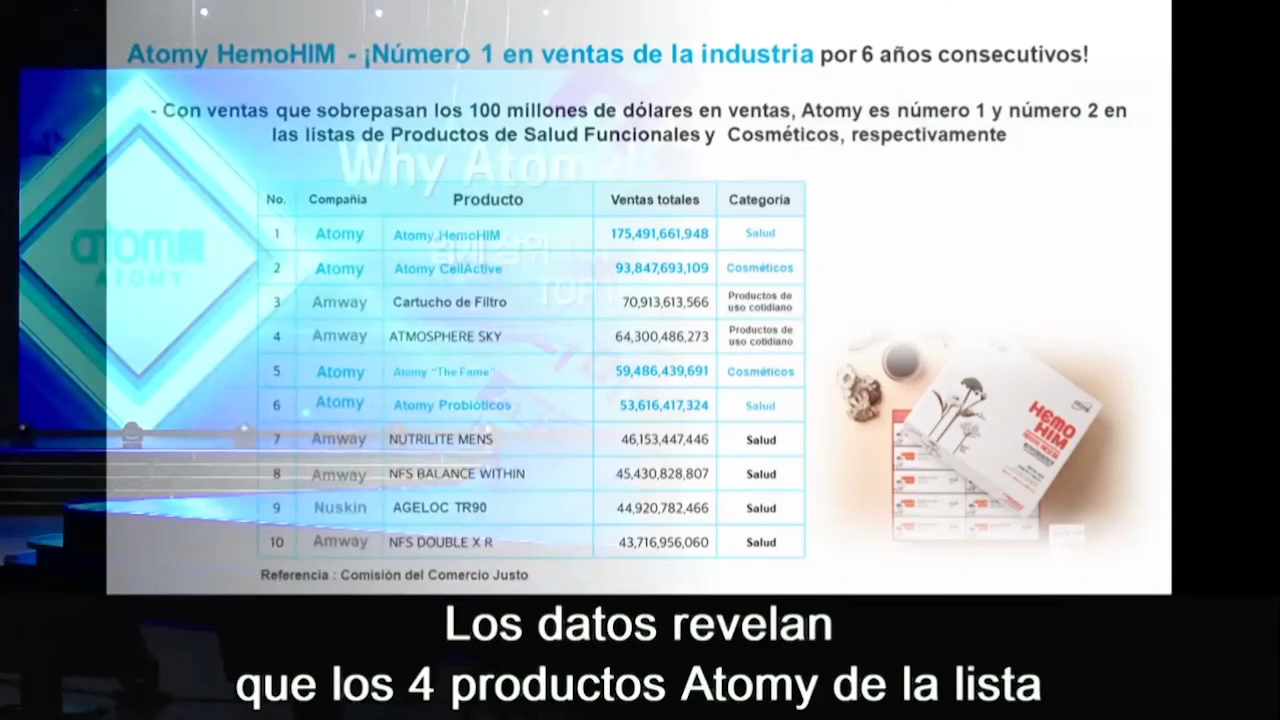 Atomy HemoHIM - ¡Número 1 en ventas de la industria por 6 años consecutivos!
- Con ventas que sobrepasan los 100 millones de dólares en ventas, Atomy es número 1 y número 2 en
las listas de Productos de Salud Funcionales y Cosméticos, respectivamente
Why Atomy
ATOMY
No. Compañia Producto Ventas totales Categoría
1 Atomy Atomy HemoHIM 175,491,661,948 Salud
2 Atomy Atomy CellActive 93,847,693,109 Cosméticos
TOP
3 Amway Cartucho de Filtro 70,913,613,566 Productos de uso cotidiano
4 Amway ATMOSPHERE SKY 64,300,486,273 Productos de uso cotidiano
5 Atomy Atomy "The Fame" 59,486,439,691 Cosméticos
6 Atomy Atomy Probióticos 53,616,417,324 Salud
7 Amway NUTRILITE MENS 46,153,447,446 Salud
8 Amway NFS BALANCE WITHIN 45,430,828,807 Salud
9 Nuskin AGELOC TR90 44,920,782,466 Salud
10 Amway NFS DOUBLE X R 43,716,956,060 Salud
HEMO
HIM
Referencia : Comisión del Comercio Justo
Los datos revelan
que los 4 productos Atomy de la lista